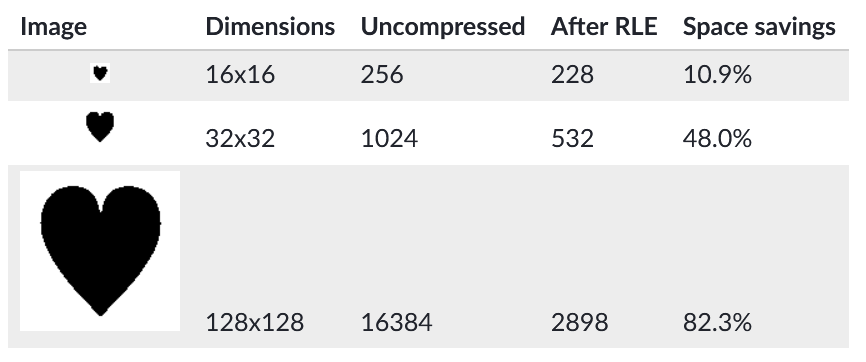 Image Dimensions Uncompressed After RLE Space savings
16x16 256 228 10.9%
32x32 1024 532 48.0%
128x128 16384 2898 82.3%